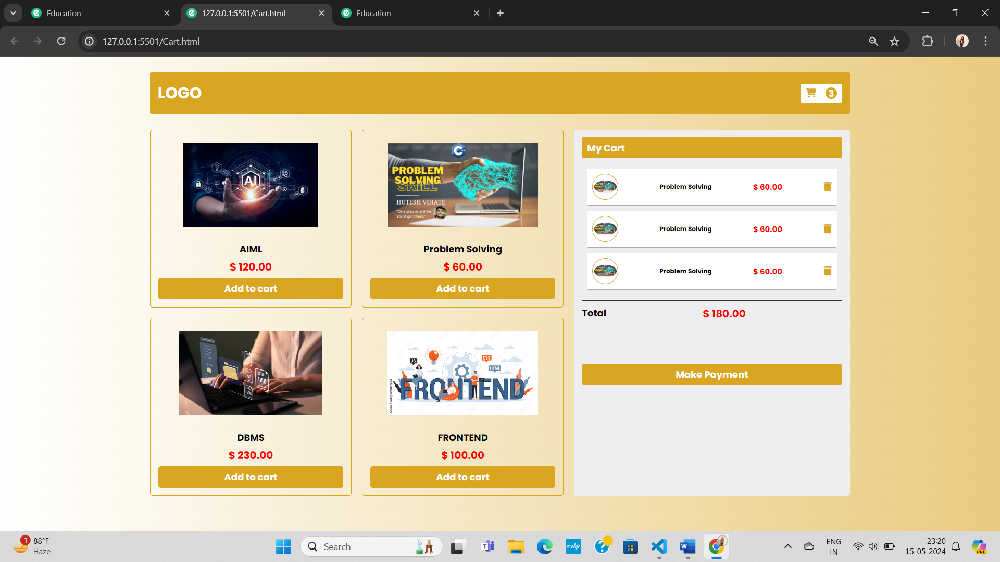 Education
127.0.0.1:5501/Cart.html
Education
127.0.0.1:5501/Cart.html
LOGO
3
AI
AIML
$ 120.00
Add to cart
C
PROBLEM
SOLVING
SKILL
HUTESH VIHATE
"One step at a time.
You'll get there."
Problem Solving
$ 60.00
Add to cart
My Cart
Problem Solving
$ 60.00
Problem Solving
$ 60.00
Problem Solving
$ 60.00
Total
$ 180.00
Make Payment
DBMS
$ 230.00
Add to cart
JS
CSS
HTML
FRONTEND
FRONTEND
$ 100.00
Add to cart
1
88°F
Haze
Search
T
myhp
?
W
PRE
ENG
IN
23:20
15-05-2024